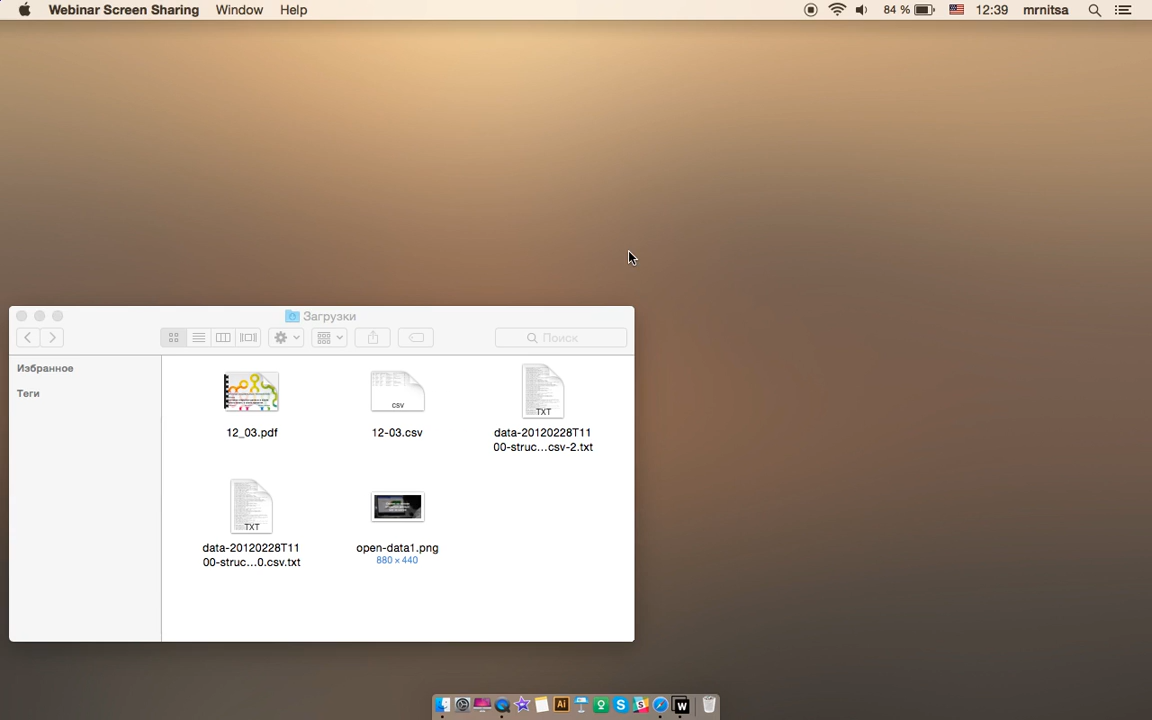 Webinar Screen Sharing Window Help 84 % 12:39 mrnitsa
Загрузки
Поиск
Избранное
Теги
CSV
TXT
12_03.pdf
12-03.csv
data-20120228T11
00-struc...csv-2.txt
TXT
data-20120228T11
00-struc...0.csv.txt
open-data1.png
880 × 440
Ai
S
W